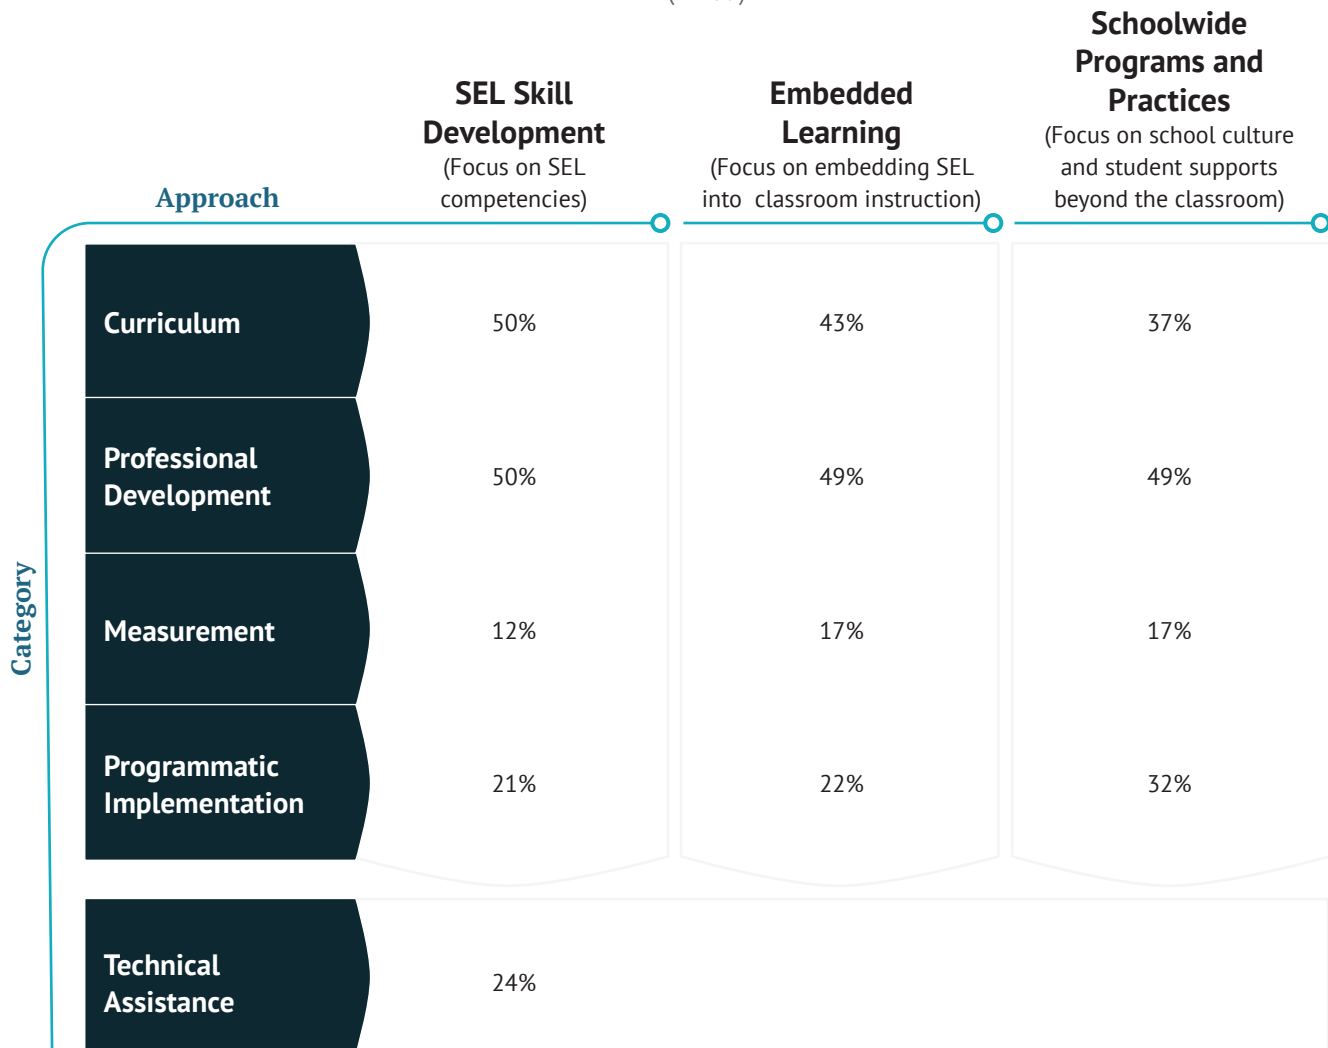 Schoolwide
Programs and
Practices
(Focus on school culture
and student supports
beyond the classroom)
SEL Skill
Development
(Focus on SEL
competencies)
Embedded
Learning
(Focus on embedding SEL
into classroom instruction)
Approach
Category
Curriculum
50%
43%
37%
Professional
Development
50%
49%
49%
Measurement
12%
17%
17%
Programmatic
Implementation
21%
22%
32%
Technical
Assistance
24%